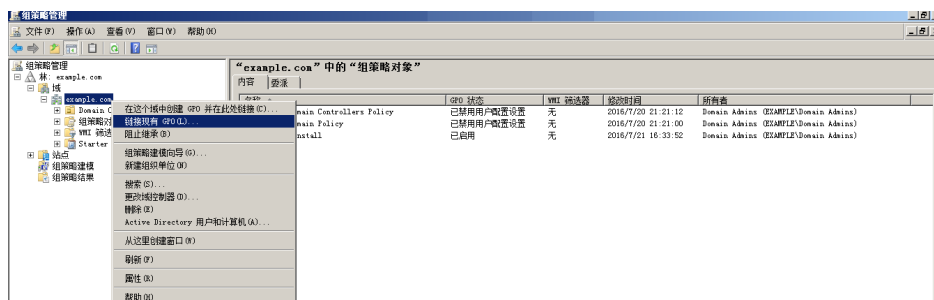 组策略管理
文件(F) 操作(A) 查看(V) 窗口(W) 帮助(H)
组策略管理
林: example.com
域
example.com
Domain C
组策略对
WMI 筛选
Starter
站点
组策略建模
组策略结果
在这个域中创建 GPO 并在此处链接(C)...
链接现有 GPO(L)...
阻止继承(B)
组策略建模向导(G)...
新建组织单位(N)
搜索(S)...
更改域控制器(D)...
删除(E)
Active Directory 用户和计算机(A)...
从这里创建窗口(W)
刷新(F)
属性(R)
帮助(H)
“example.com”中的“组策略对象”
内容 委派
名称 GPO 状态 WMI 筛选器 修改时间 所有者
main Controllers Policy 已禁用用户配置设置 无 2016/7/20 21:21:12 Domain Admins (EXAMPLE\Domain Admins)
main Policy 已禁用用户配置设置 无 2016/7/20 21:21:00 Domain Admins (EXAMPLE\Domain Admins)
nstall 已启用 无 2016/7/21 16:33:52 Domain Admins (EXAMPLE\Domain Admins)